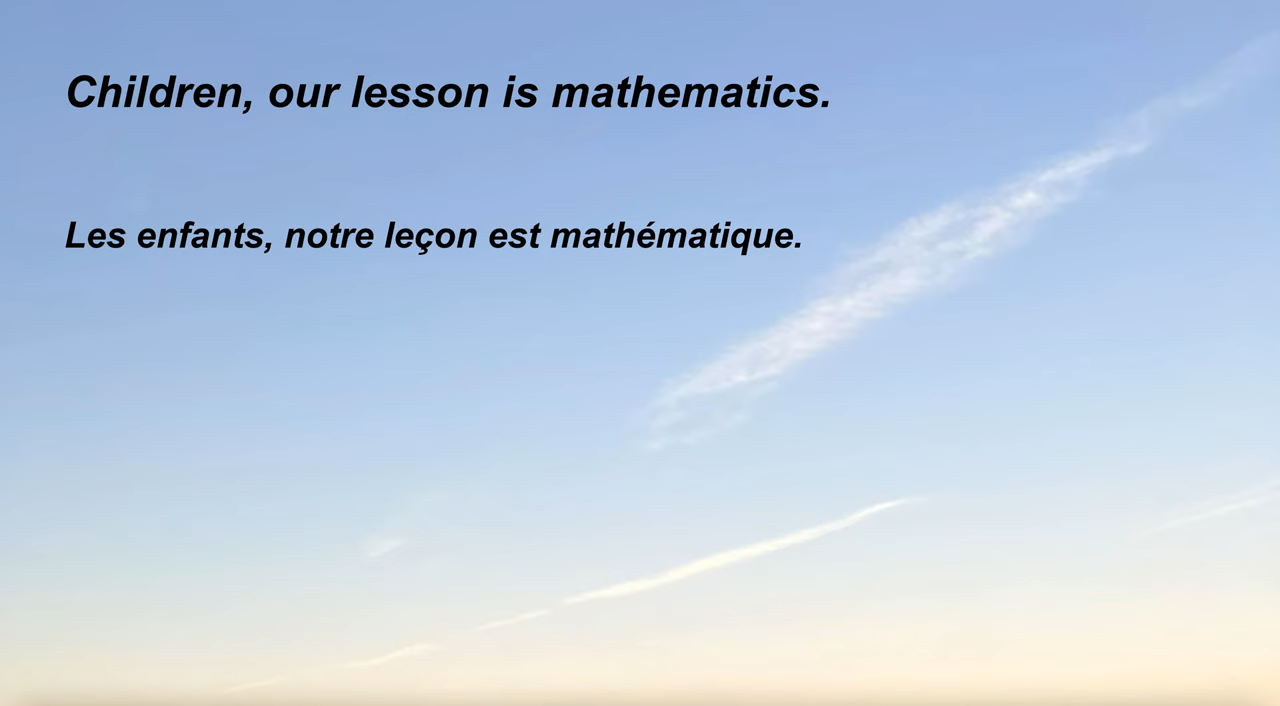 Children, our lesson is mathematics.
Les enfants, notre leçon est mathématique.